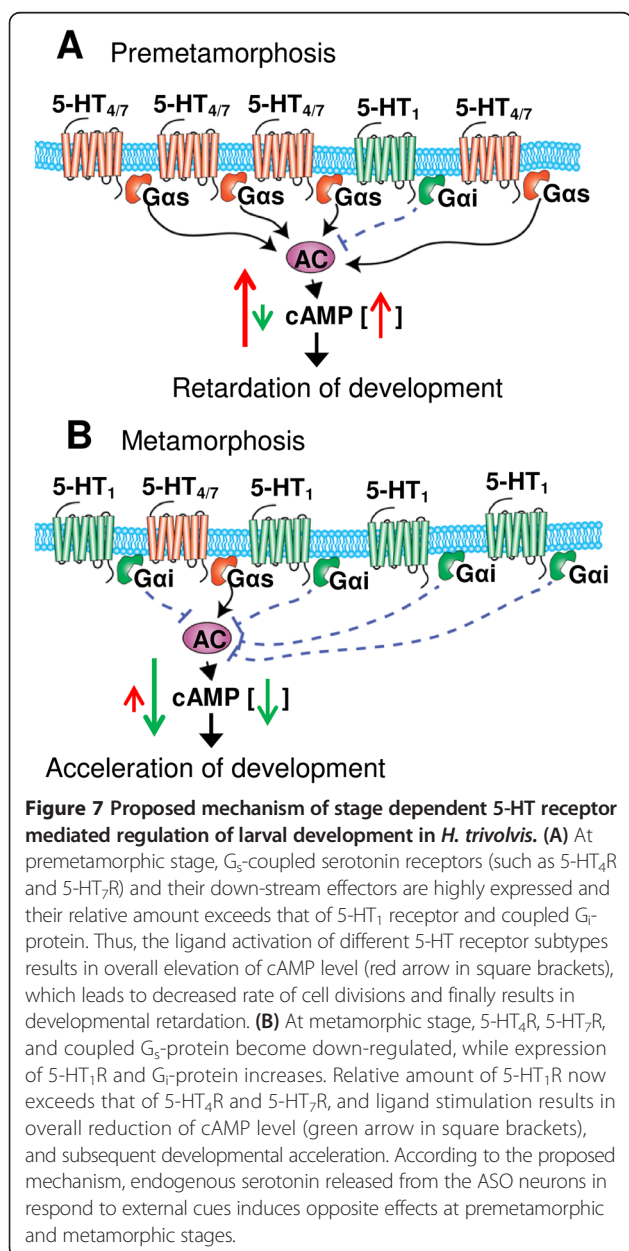 A Premetamorphosis
5-HT4/7 5-HT4/7 5-HT4/7 5-HT1 5-HT4/7
Gαs Gαs Gαs Gαi Gαs
AC
cAMP [ ]
Retardation of development
B Metamorphosis
5-HT1 5-HT4/7 5-HT1 5-HT1 5-HT1
Gαi Gαs Gαi Gαi Gαi
AC
cAMP [ ]
Acceleration of development
Figure 7 Proposed mechanism of stage dependent 5-HT receptor
mediated regulation of larval development in H. trivolvis. (A) At
premetamorphic stage, Gs-coupled serotonin receptors (such as 5-HT4R
and 5-HT7R) and their down-stream effectors are highly expressed and
their relative amount exceeds that of 5-HT1 receptor and coupled Gi-
protein. Thus, the ligand activation of different 5-HT receptor subtypes
results in overall elevation of cAMP level (red arrow in square brackets),
which leads to decreased rate of cell divisions and finally results in
developmental retardation. (B) At metamorphic stage, 5-HT4R, 5-HT7R,
and coupled Gs-protein become down-regulated, while expression
of 5-HT1R and Gi-protein increases. Relative amount of 5-HT1R now
exceeds that of 5-HT4R and 5-HT7R, and ligand stimulation results in
overall reduction of cAMP level (green arrow in square brackets),
and subsequent developmental acceleration. According to the proposed
mechanism, endogenous serotonin released from the ASO neurons in
respond to external cues induces opposite effects at premetamorphic
and metamorphic stages.